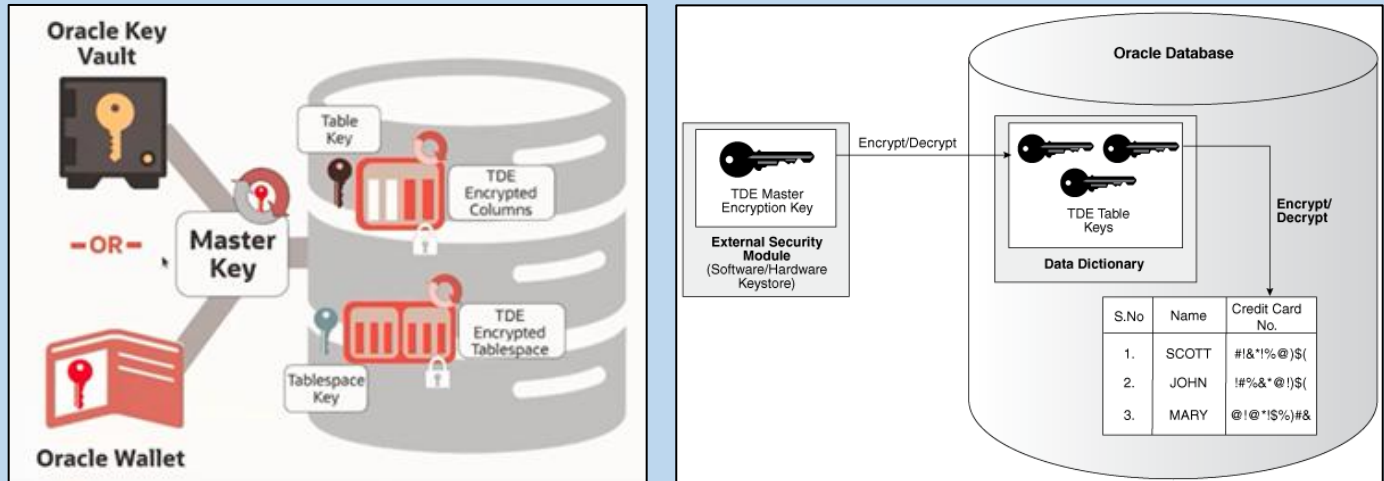 Oracle Key
Vault
Table
Key
TDE
Encrypted
Columns
-OR-
Master
Key
TDE
Encrypted
Tablespace
Tablespace
Key
Oracle Wallet
Oracle Database
Encrypt/Decrypt
TDE Master
Encryption Key
TDE Table
Keys
Encrypt/
Decrypt
External Security
Module
(Software/Hardware
Keystore)
Data Dictionary
S.No Name Credit Card
No.
1. SCOTT #!&*!%@)$(
2. JOHN !#%&*@!)$(
3. MARY @!@*!$%)#&